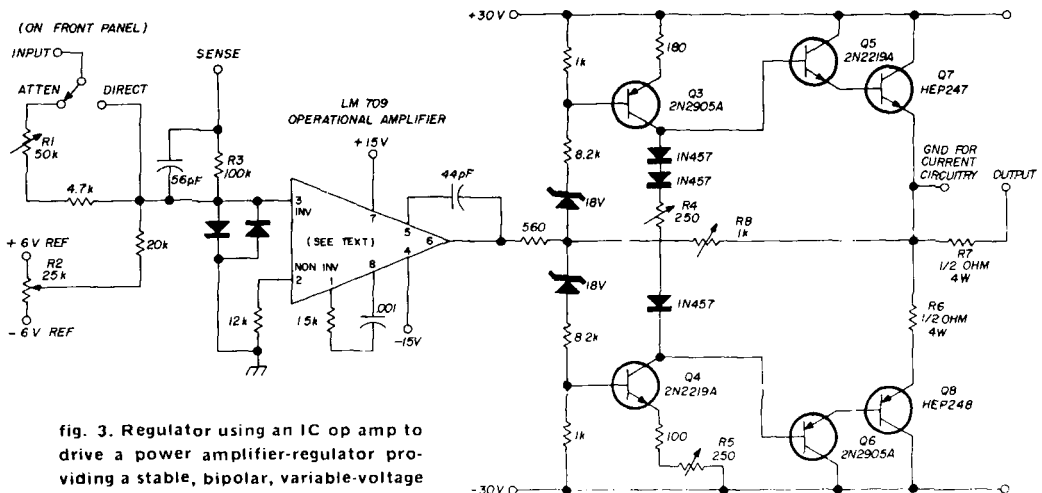 (ON FRONT PANEL)
INPUT
ATTEN
DIRECT
R1
50k
4.7k
+6V REF
R2
25k
-6V REF
20k
SENSE
56pF
R3
100k
LM 709
OPERATIONAL AMPLIFIER
+15V
3
INV
7
5
(SEE TEXT)
6
4
NON INV
2
1
8
44pF
12k
1.5k
.001
-15V
560
+30V
1k
180
Q3
2N2905A
8.2k
18V
1N457
1N457
R4
250
R8
1k
Q5
2N2219A
Q7
HEP247
GND FOR
CURRENT
CIRCUITRY
OUTPUT
R7
1/2 OHM
4W
18V
1N457
R6
1/2 OHM
4W
8.2k
Q4
2N2219A
1k
100
R5
250
Q8
HEP248
Q6
2N2905A
-30V
fig. 3. Regulator using an IC op amp to
drive a power amplifier-regulator pro-
viding a stable, bipolar, variable-voltage